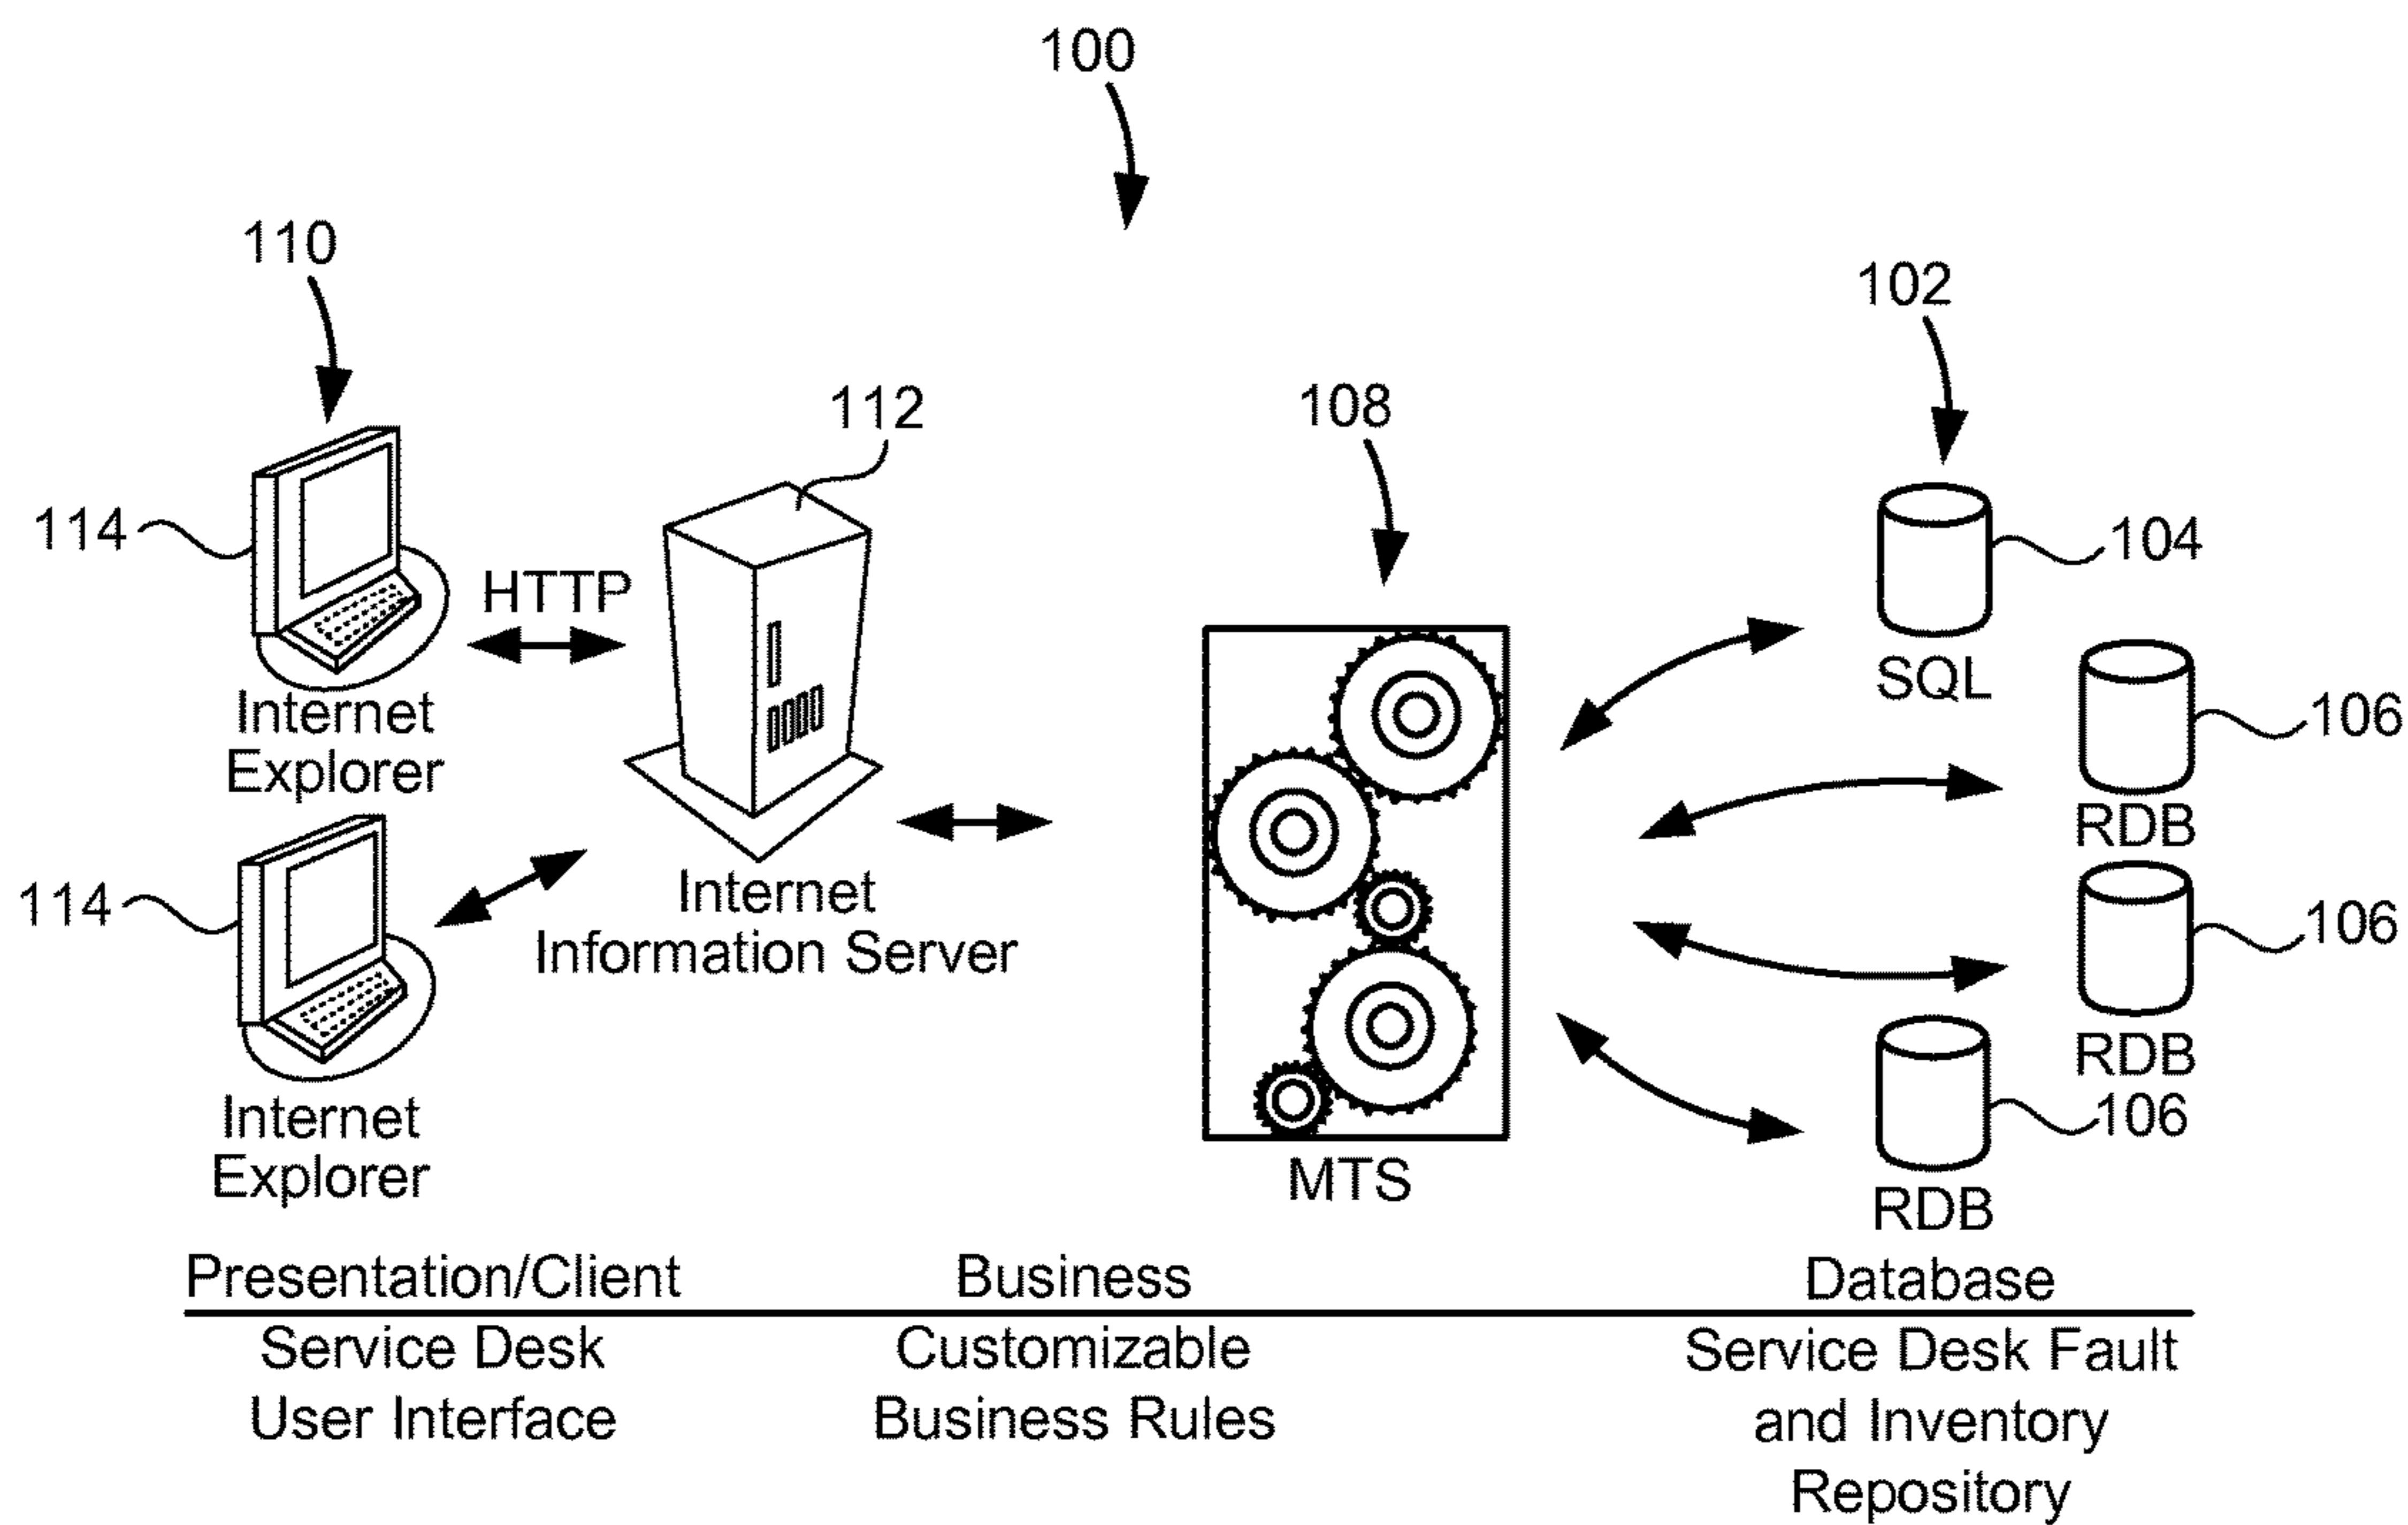 100
110
102
112
108
114
HTTP
104
SQL
Internet
Explorer
106
RDB
114
Internet
Information Server
106
RDB
Internet
Explorer
MTS
106
RDB
Presentation/Client
Business
Database
Service Desk
User Interface
Customizable
Business Rules
Service Desk Fault
and Inventory
Repository